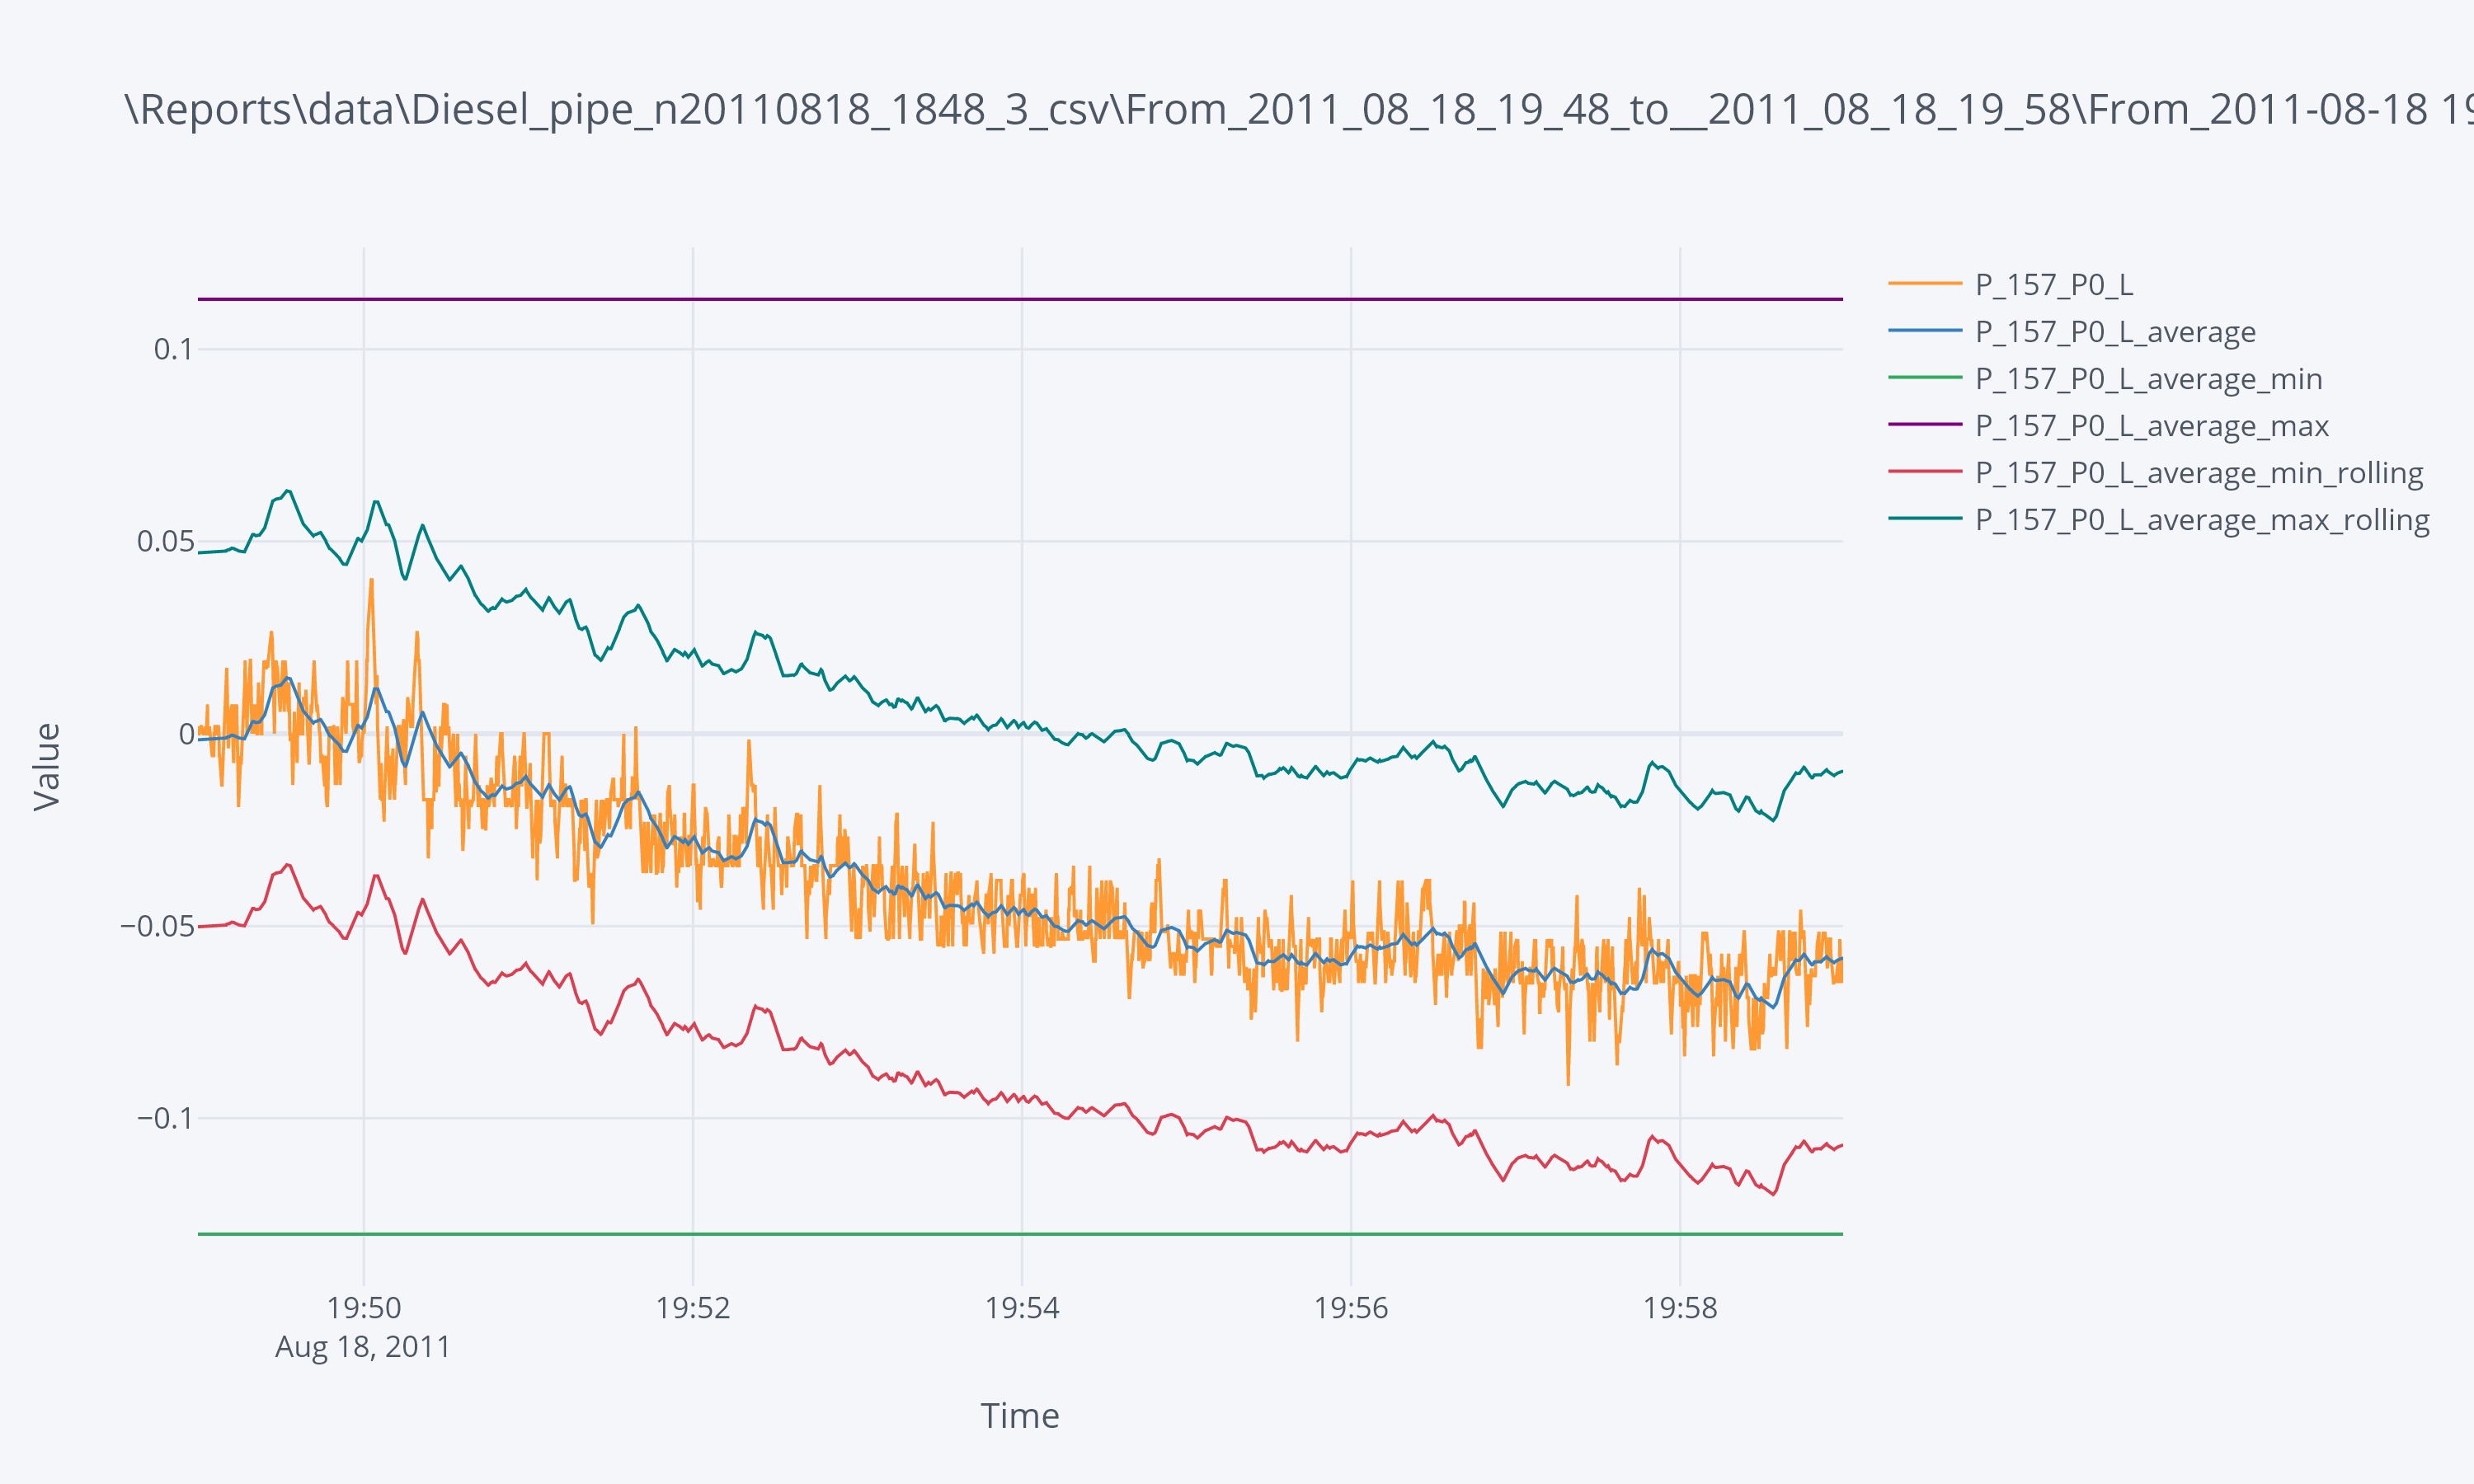 \Reports\data\Diesel_pipe_n20110818_1848_3_csv\From_2011_08_18_19_48_to__2011_08_18_19_58\From_2011-08-18 19
P_157_P0_L
P_157_P0_L_average
P_157_P0_L_average_min
P_157_P0_L_average_max
P_157_P0_L_average_min_rolling
P_157_P0_L_average_max_rolling
Value
0.1
0.05
0
−0.05
−0.1
19:50 19:52 19:54 19:56 19:58
Aug 18, 2011
Time